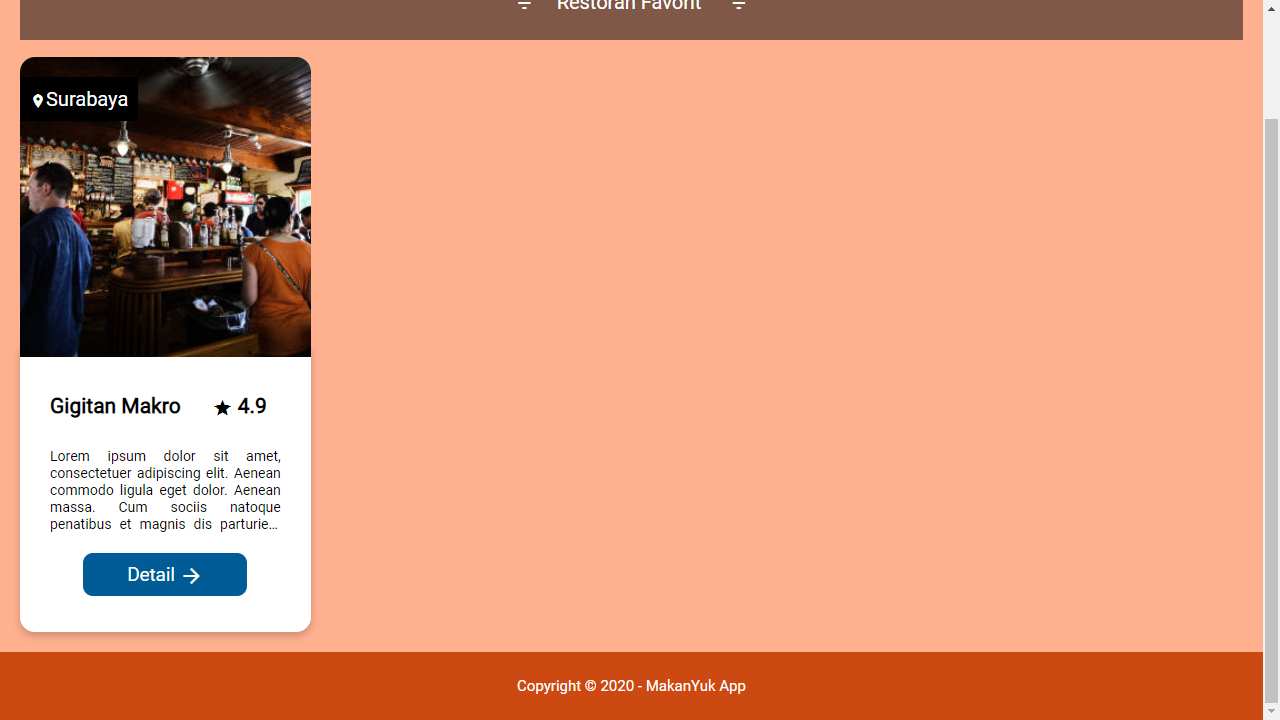 Restoran Favorit
Surabaya
Gigitan Makro
4.9
Lorem ipsum dolor sit amet,
consectetuer adipiscing elit. Aenean
commodo ligula eget dolor. Aenean
massa. Cum sociis natoque
penatibus et magnis dis parturie...
Detail
Copyright © 2020 - MakanYuk App